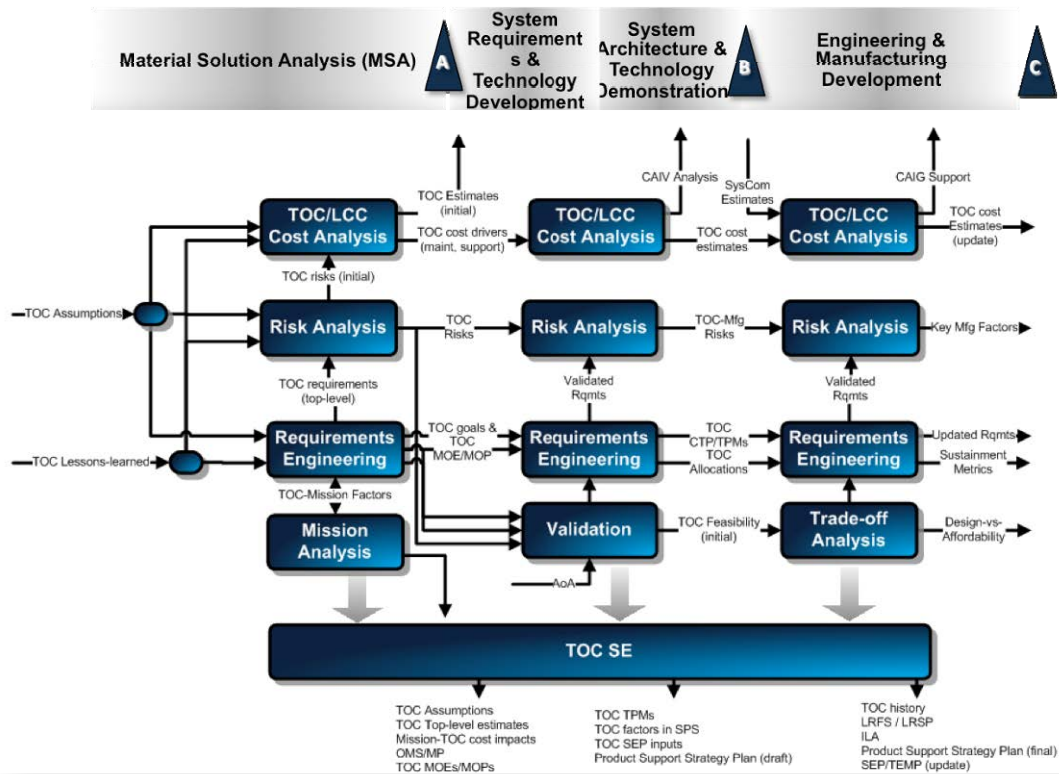 Material Solution Analysis (MSA)
A
System
Requirement
s &
Technology
Development
System
Architecture &
Technology
Demonstration
B
Engineering &
Manufacturing
Development
C
TOC Estimates
(initial)
CAIV Analysis
SysCom
Estimates
CAIG Support
TOC/LCC
Cost Analysis
TOC cost drivers
(maint, support)
TOC/LCC
Cost Analysis
TOC cost
estimates
TOC/LCC
Cost Analysis
TOC cost
Estimates
(update)
TOC risks (initial)
TOC Assumptions
Risk Analysis
TOC
Risks
Risk Analysis
TOC-Mfg
Risks
Risk Analysis
Key Mfg Factors
TOC requirements
(top-level)
Validated
Rqmts
Validated
Rqmts
TOC Lessons-learned
Requirements
Engineering
TOC goals &
TOC
MOE/MOP
Requirements
Engineering
TOC
CTP/TPMs
TOC
Allocations
Requirements
Engineering
Updated Rqmts
Sustainment
Metrics
TOC-Mission Factors
Mission
Analysis
Validation
TOC Feasibility
(initial)
Trade-off
Analysis
Design-vs-
Affordability
AoA
TOC SE
TOC Assumptions
TOC Top-level estimates
Mission-TOC cost impacts
OMS/MP
TOC MOEs/MOPs
TOC TPMs
TOC factors in SPS
TOC SEP inputs
Product Support Strategy Plan (draft)
TOC history
LRFS / LRSP
ILA
Product Support Strategy Plan (final)
SEP/TEMP (update)